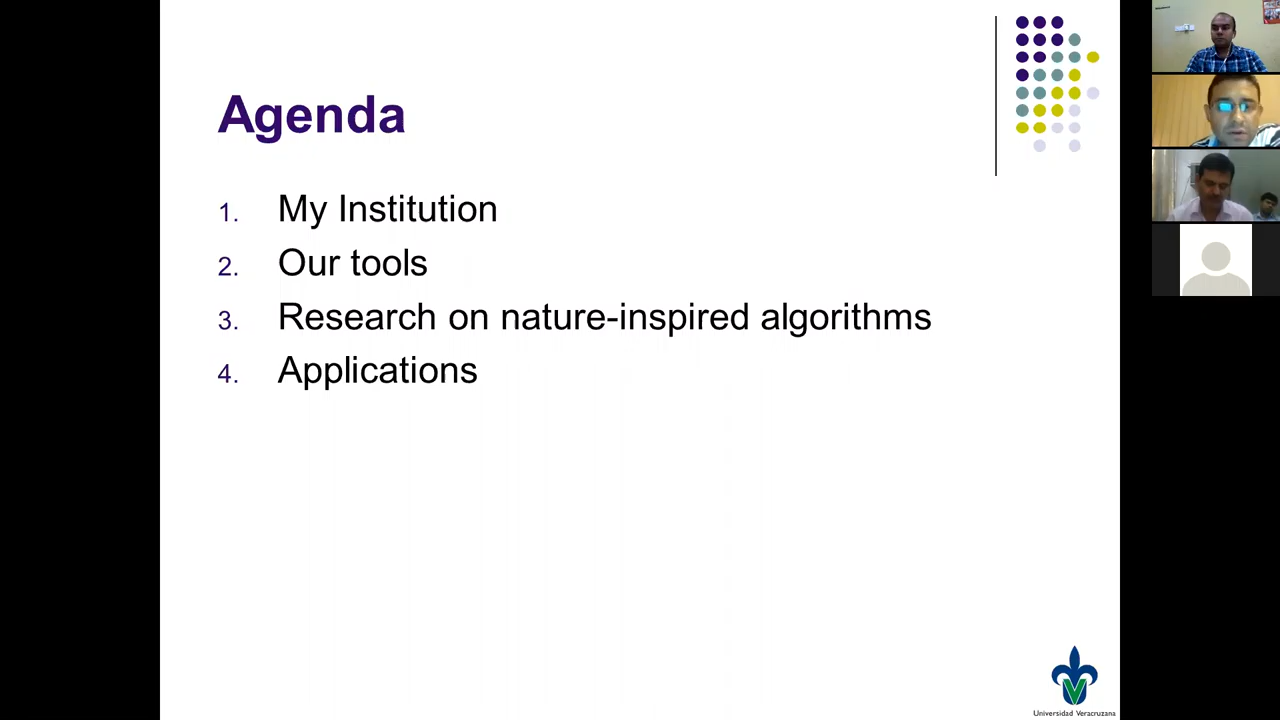 Agenda
1. My Institution
2. Our tools
3. Research on nature-inspired algorithms
4. Applications
Universidad Veracruzana